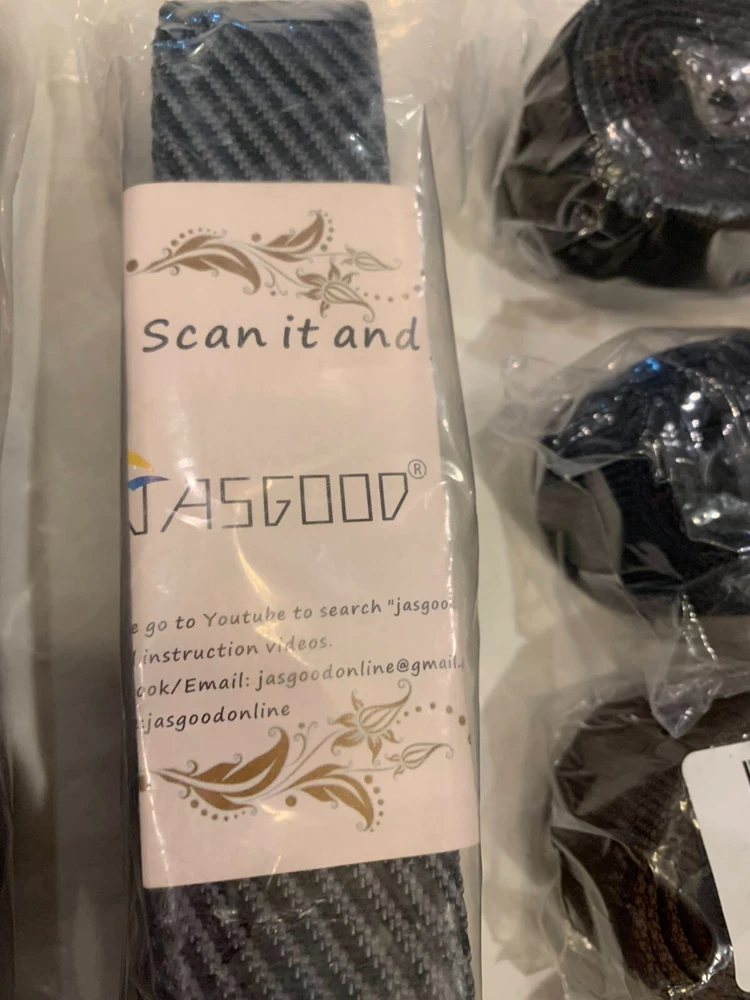 Scan it and
JASGOOD®
e go to Youtube to search "jasgoo
instruction videos.
ook/Email: jasgoodonline@gmail.
:jasgoodonline